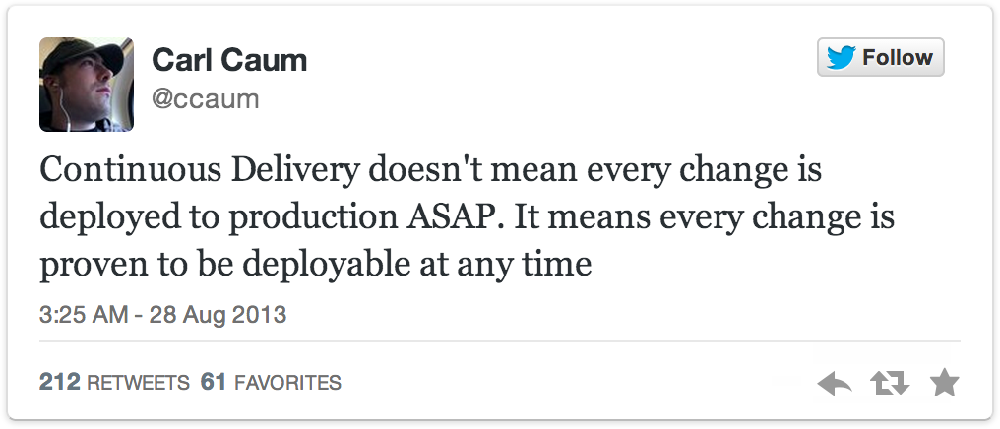 Carl Caum
@ccaum
Follow
Continuous Delivery doesn't mean every change is
deployed to production ASAP. It means every change is
proven to be deployable at any time
3:25 AM - 28 Aug 2013
212 RETWEETS 61 FAVORITES